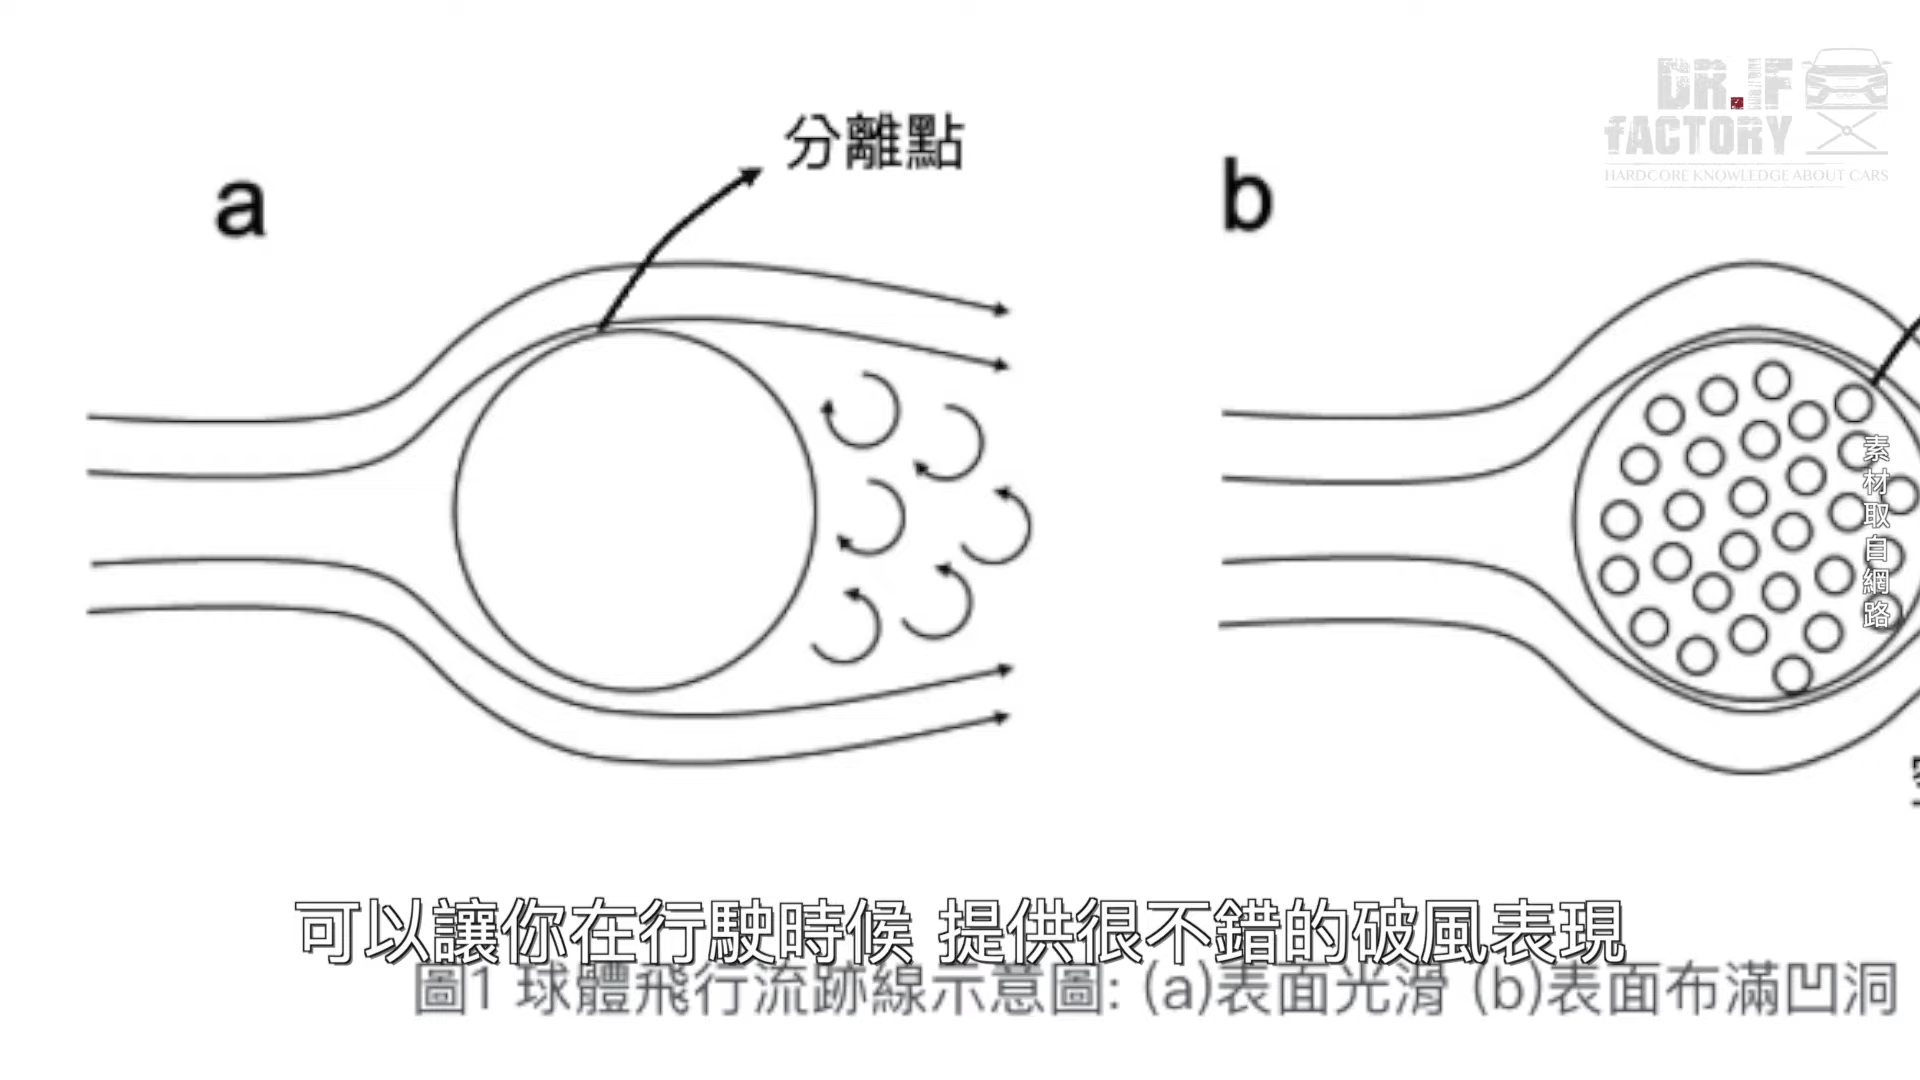 DR.F
fACTORY
HARDCORE KNOWLEDGE ABOUT CARS
分離點
a
b
素材取自網路
可以讓你在行駛時候 提供很不錯的破風表現
圖1 球體飛行流跡線示意圖: (a)表面光滑 (b)表面布滿凹洞